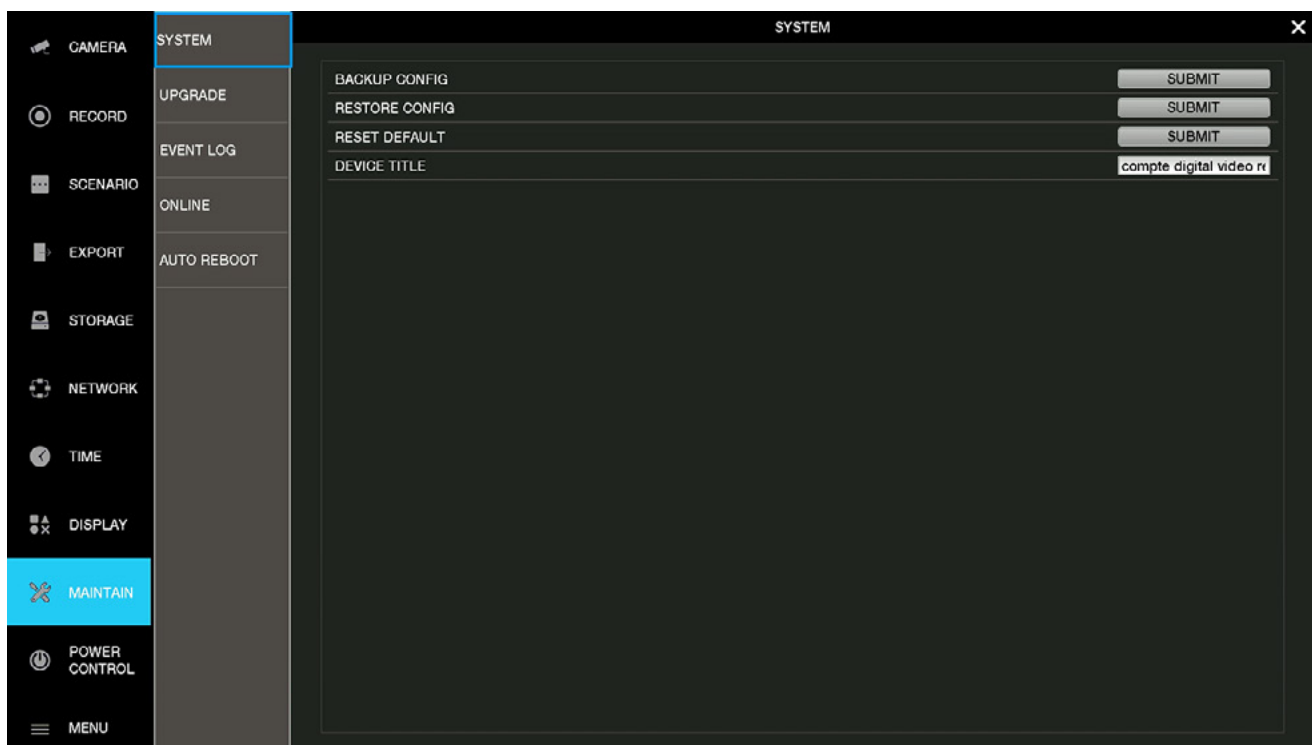 SYSTEM
CAMERA
RECORD
SCENARIO
EXPORT
STORAGE
NETWORK
TIME
DISPLAY
MAINTAIN
POWER
CONTROL
MENU
SYSTEM
UPGRADE
EVENT LOG
ONLINE
AUTO REBOOT
BACKUP CONFIG SUBMIT
RESTORE CONFIG SUBMIT
RESET DEFAULT SUBMIT
DEVICE TITLE compte digital video re